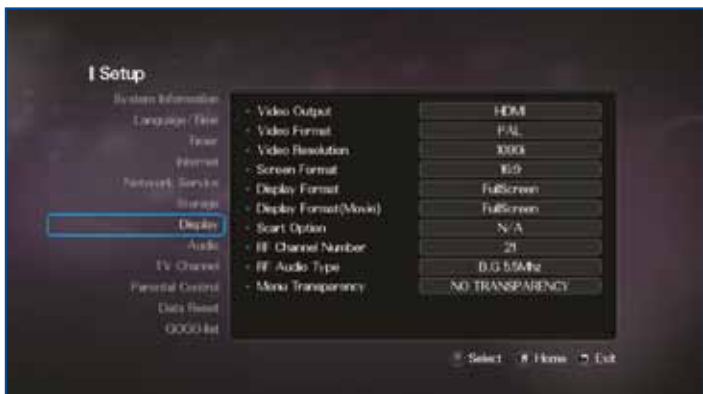 Setup
System Information
Language/Time
Timer
Internet
Network Service
Storage
Display
Audio
TV Channel
Parental Control
Data Reset
GOGO list
- Video Output HDMI
- Video Format PAL
- Video Resolution 1080i
- Screen Format 16:9
- Display Format FullScreen
- Display Format(Movie) FullScreen
- Scart Option N/A
- RF Channel Number 21
- RF Audio Type B.G 5.5Mhz
- Menu Transparency NO TRANSPARENCY
Select Home Exit